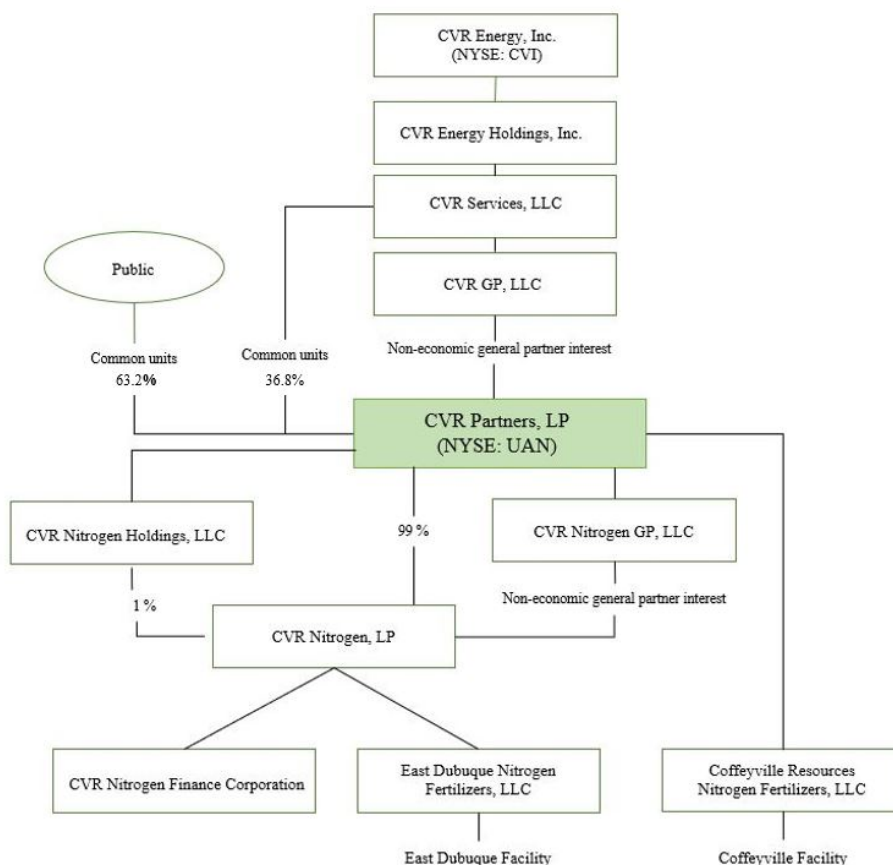 CVR Energy, Inc.
(NYSE: CVI)
CVR Energy Holdings, Inc.
CVR Services, LLC
Public
CVR GP, LLC
Common units
63.2%
Common units
36.8%
Non-economic general partner interest
CVR Partners, LP
(NYSE: UAN)
CVR Nitrogen Holdings, LLC
99 %
CVR Nitrogen GP, LLC
1 %
Non-economic general partner interest
CVR Nitrogen, LP
CVR Nitrogen Finance Corporation
East Dubuque Nitrogen
Fertilizers, LLC
Coffeyville Resources
Nitrogen Fertilizers, LLC
East Dubuque Facility
Coffeyville Facility